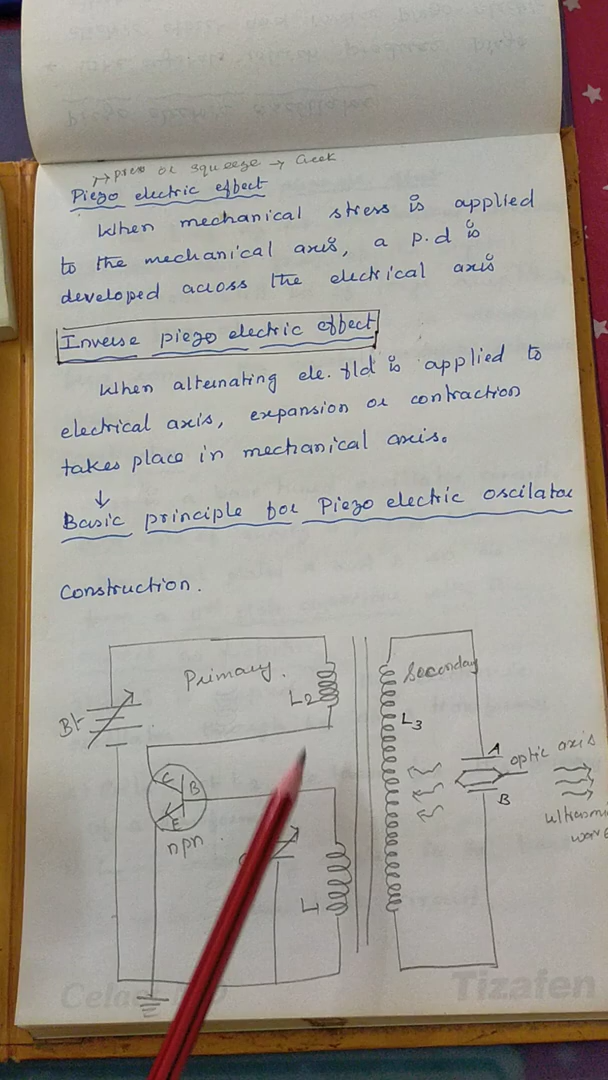 press or squeeze → Greek
Piezo electric effect
When mechanical stress is applied
to the mechanical axis, a p.d is
developed across the electrical axis
Inverse piezo electric effect
When alternating ele. fld is applied to
electrical axis, expansion or contraction
takes place in mechanical axis.
↓
Basic principle for Piezo electric oscilator
Construction.
Primary.
Secondary
L2
L3
Bt
A
optic axis
C
B
E
B
npn
ultrasonic
wave
L
Tizafen